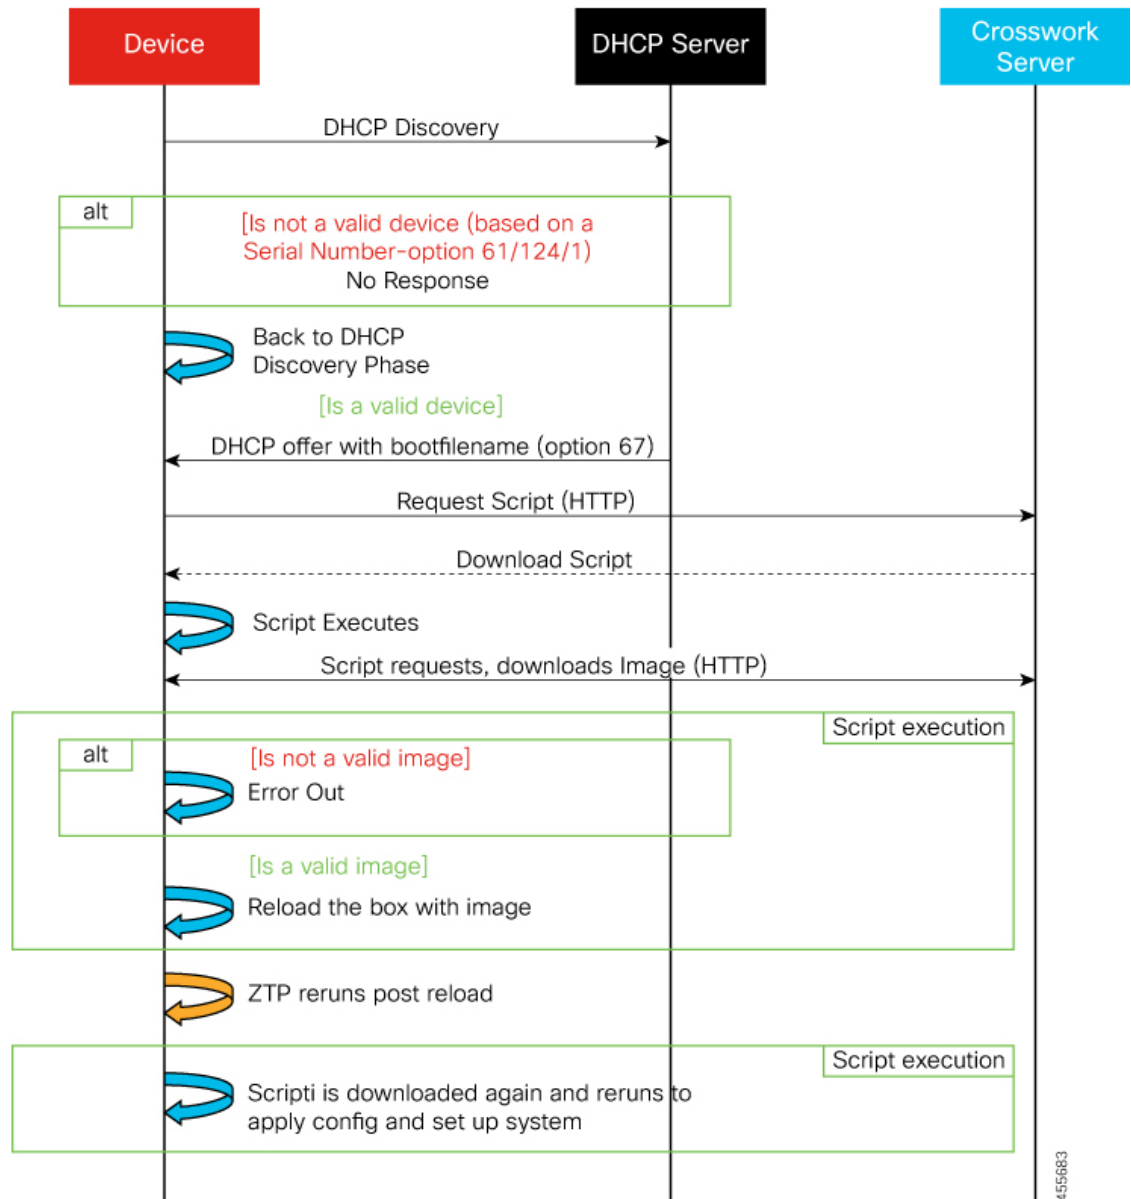 Device
DHCP Server
Crosswork
Server
DHCP Discovery
alt
[Is not a valid device (based on a
Serial Number-option 61/124/1)
No Response
Back to DHCP
Discovery Phase
[Is a valid device]
DHCP offer with bootfilename (option 67)
Request Script (HTTP)
Download Script
Script Executes
Script requests, downloads Image (HTTP)
Script execution
alt
[Is not a valid image]
Error Out
[Is a valid image]
Reload the box with image
ZTP reruns post reload
Script execution
Scripti is downloaded again and reruns to
apply config and set up system
455683